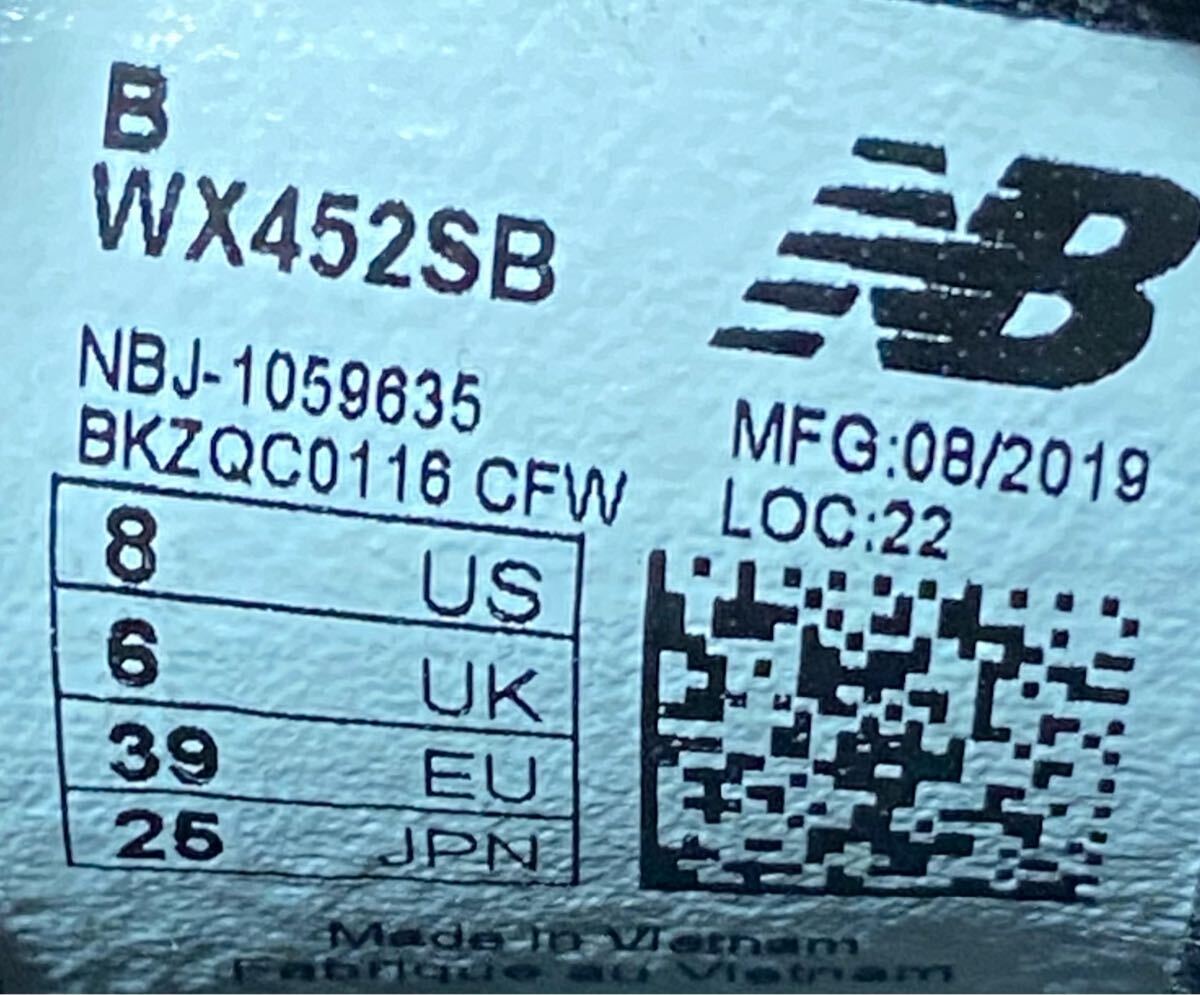 B
WX452SB
NB
NBJ-1059635
BKZQC0116 CFW
MFG:08/2019
LOC:22
8 US
6 UK
39 EU
25 JPN
Made in Vietnam
Fabriqué au Vietnam